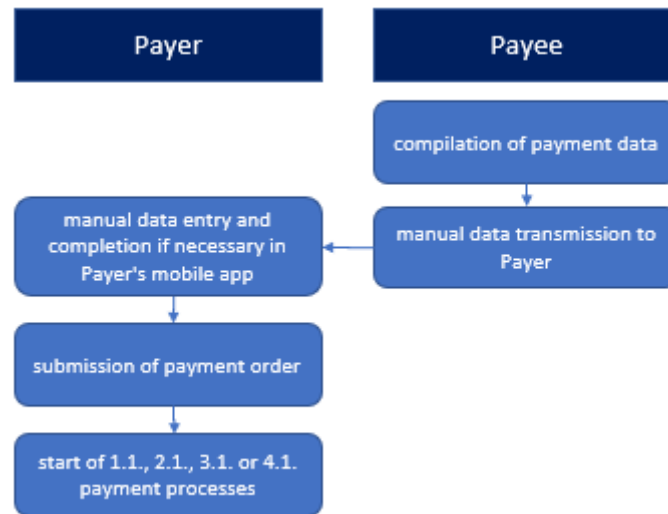 Payer
Payee
compilation of payment data
manual data entry and
completion if necessary in
Payer's mobile app
manual data transmission to
Payer
submission of payment order
start of 1.1., 2.1., 3.1. or 4.1.
payment processes